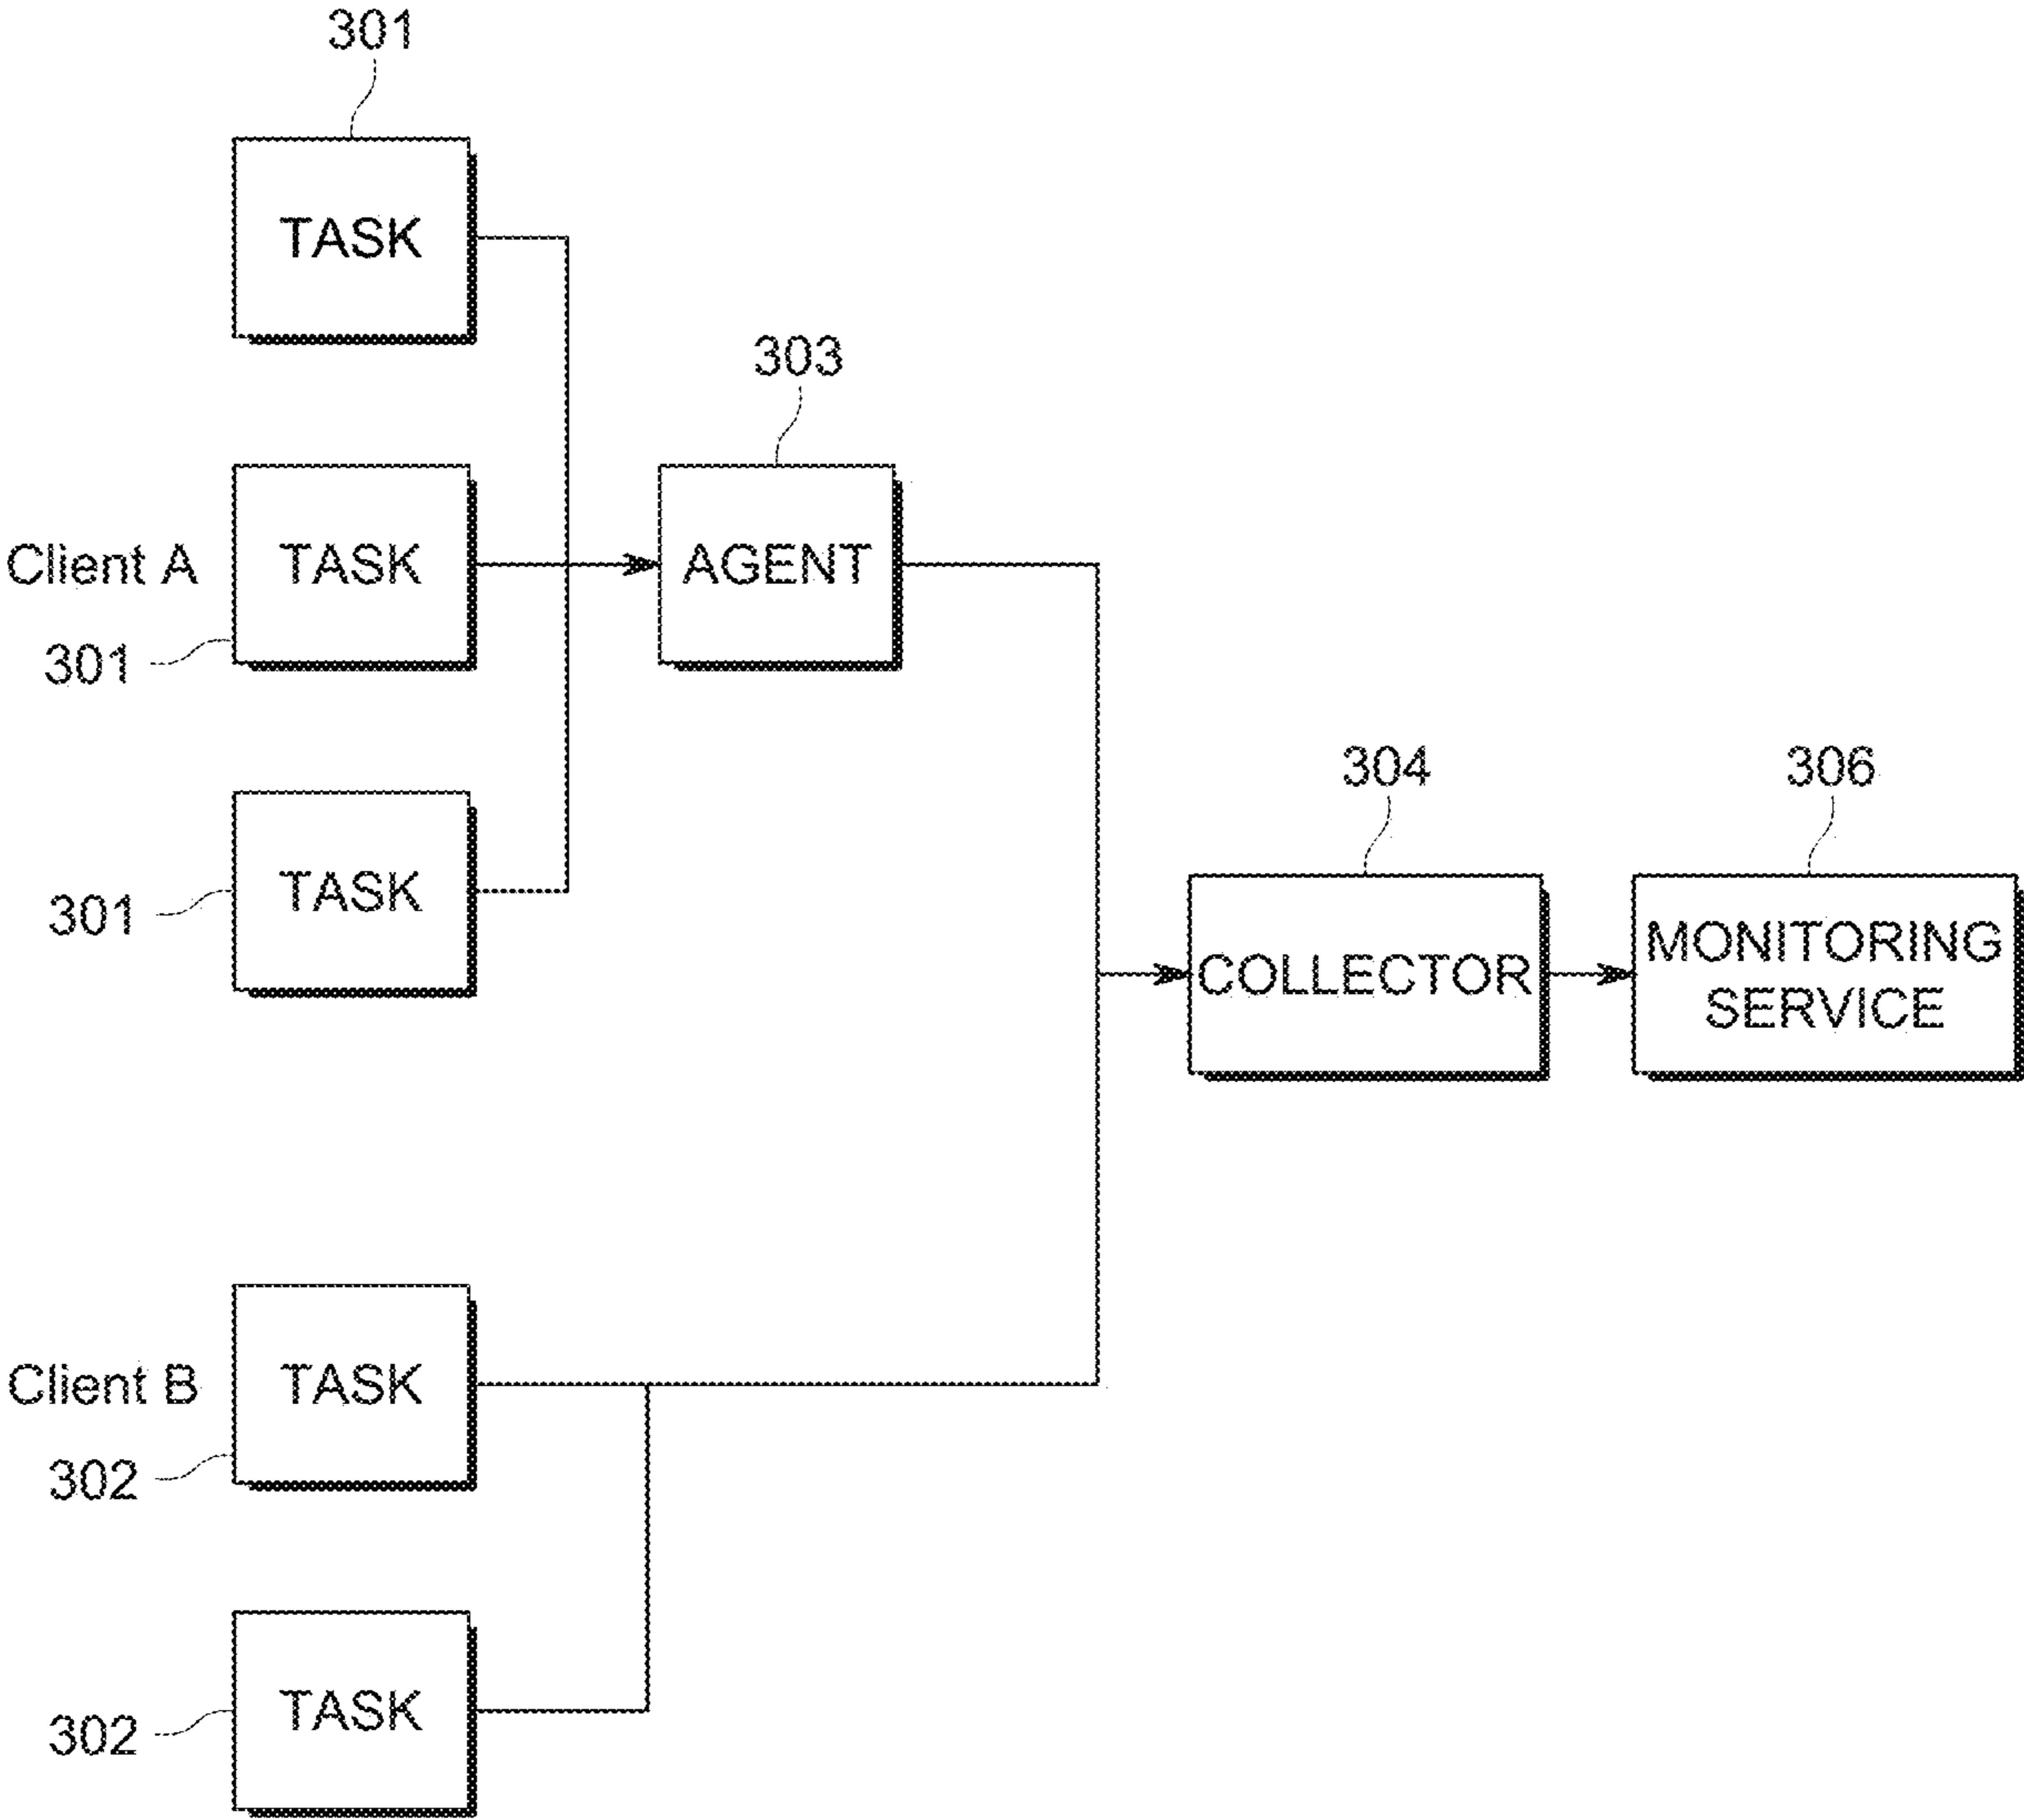 301
TASK
303
Client A
TASK
AGENT
301
304
306
301
TASK
COLLECTOR
MONITORING
SERVICE
Client B
TASK
302
TASK
302